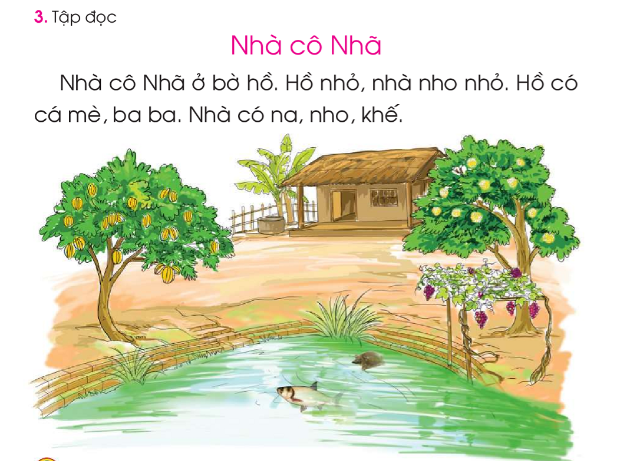 3. Tập đọc
Nhà cô Nhã
Nhà cô Nhã ở bờ hồ. Hồ nhỏ, nhà nho nhỏ. Hồ có
cá mè, ba ba. Nhà có na, nho, khế.